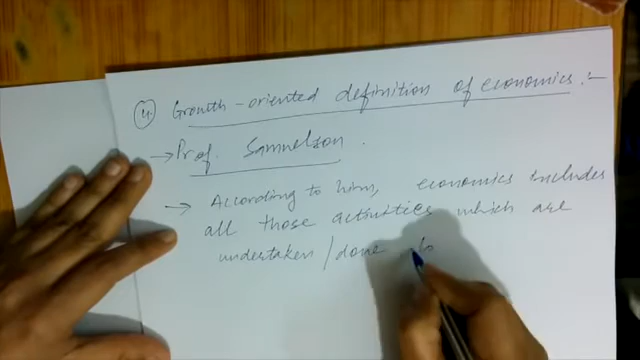 4. Growth-oriented definition of economics :-
→ Prof. Samuelson .
→ According to him, economics includes
all those activities which are
undertaken / done to